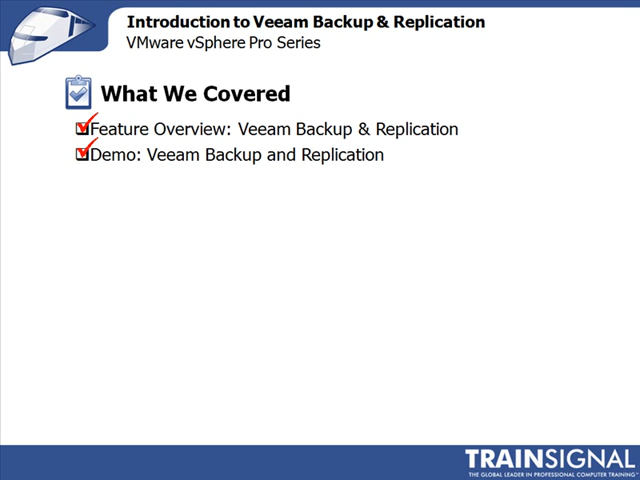 Introduction to Veeam Backup & Replication
VMware vSphere Pro Series
What We Covered
Feature Overview: Veeam Backup & Replication
Demo: Veeam Backup and Replication
TRAINSIGNAL
THE GLOBAL LEADER IN PROFESSIONAL COMPUTER TRAINING